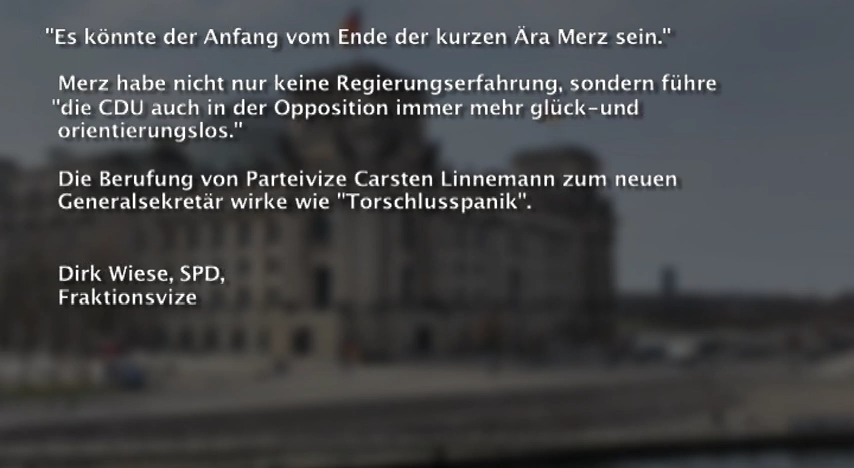 "Es könnte der Anfang vom Ende der kurzen Ära Merz sein."
Merz habe nicht nur keine Regierungserfahrung, sondern führe
"die CDU auch in der Opposition immer mehr glück-und
orientierungslos."
Die Berufung von Parteivize Carsten Linnemann zum neuen
Generalsekretär wirke wie "Torschlusspanik".
Dirk Wiese, SPD,
Fraktionsvize